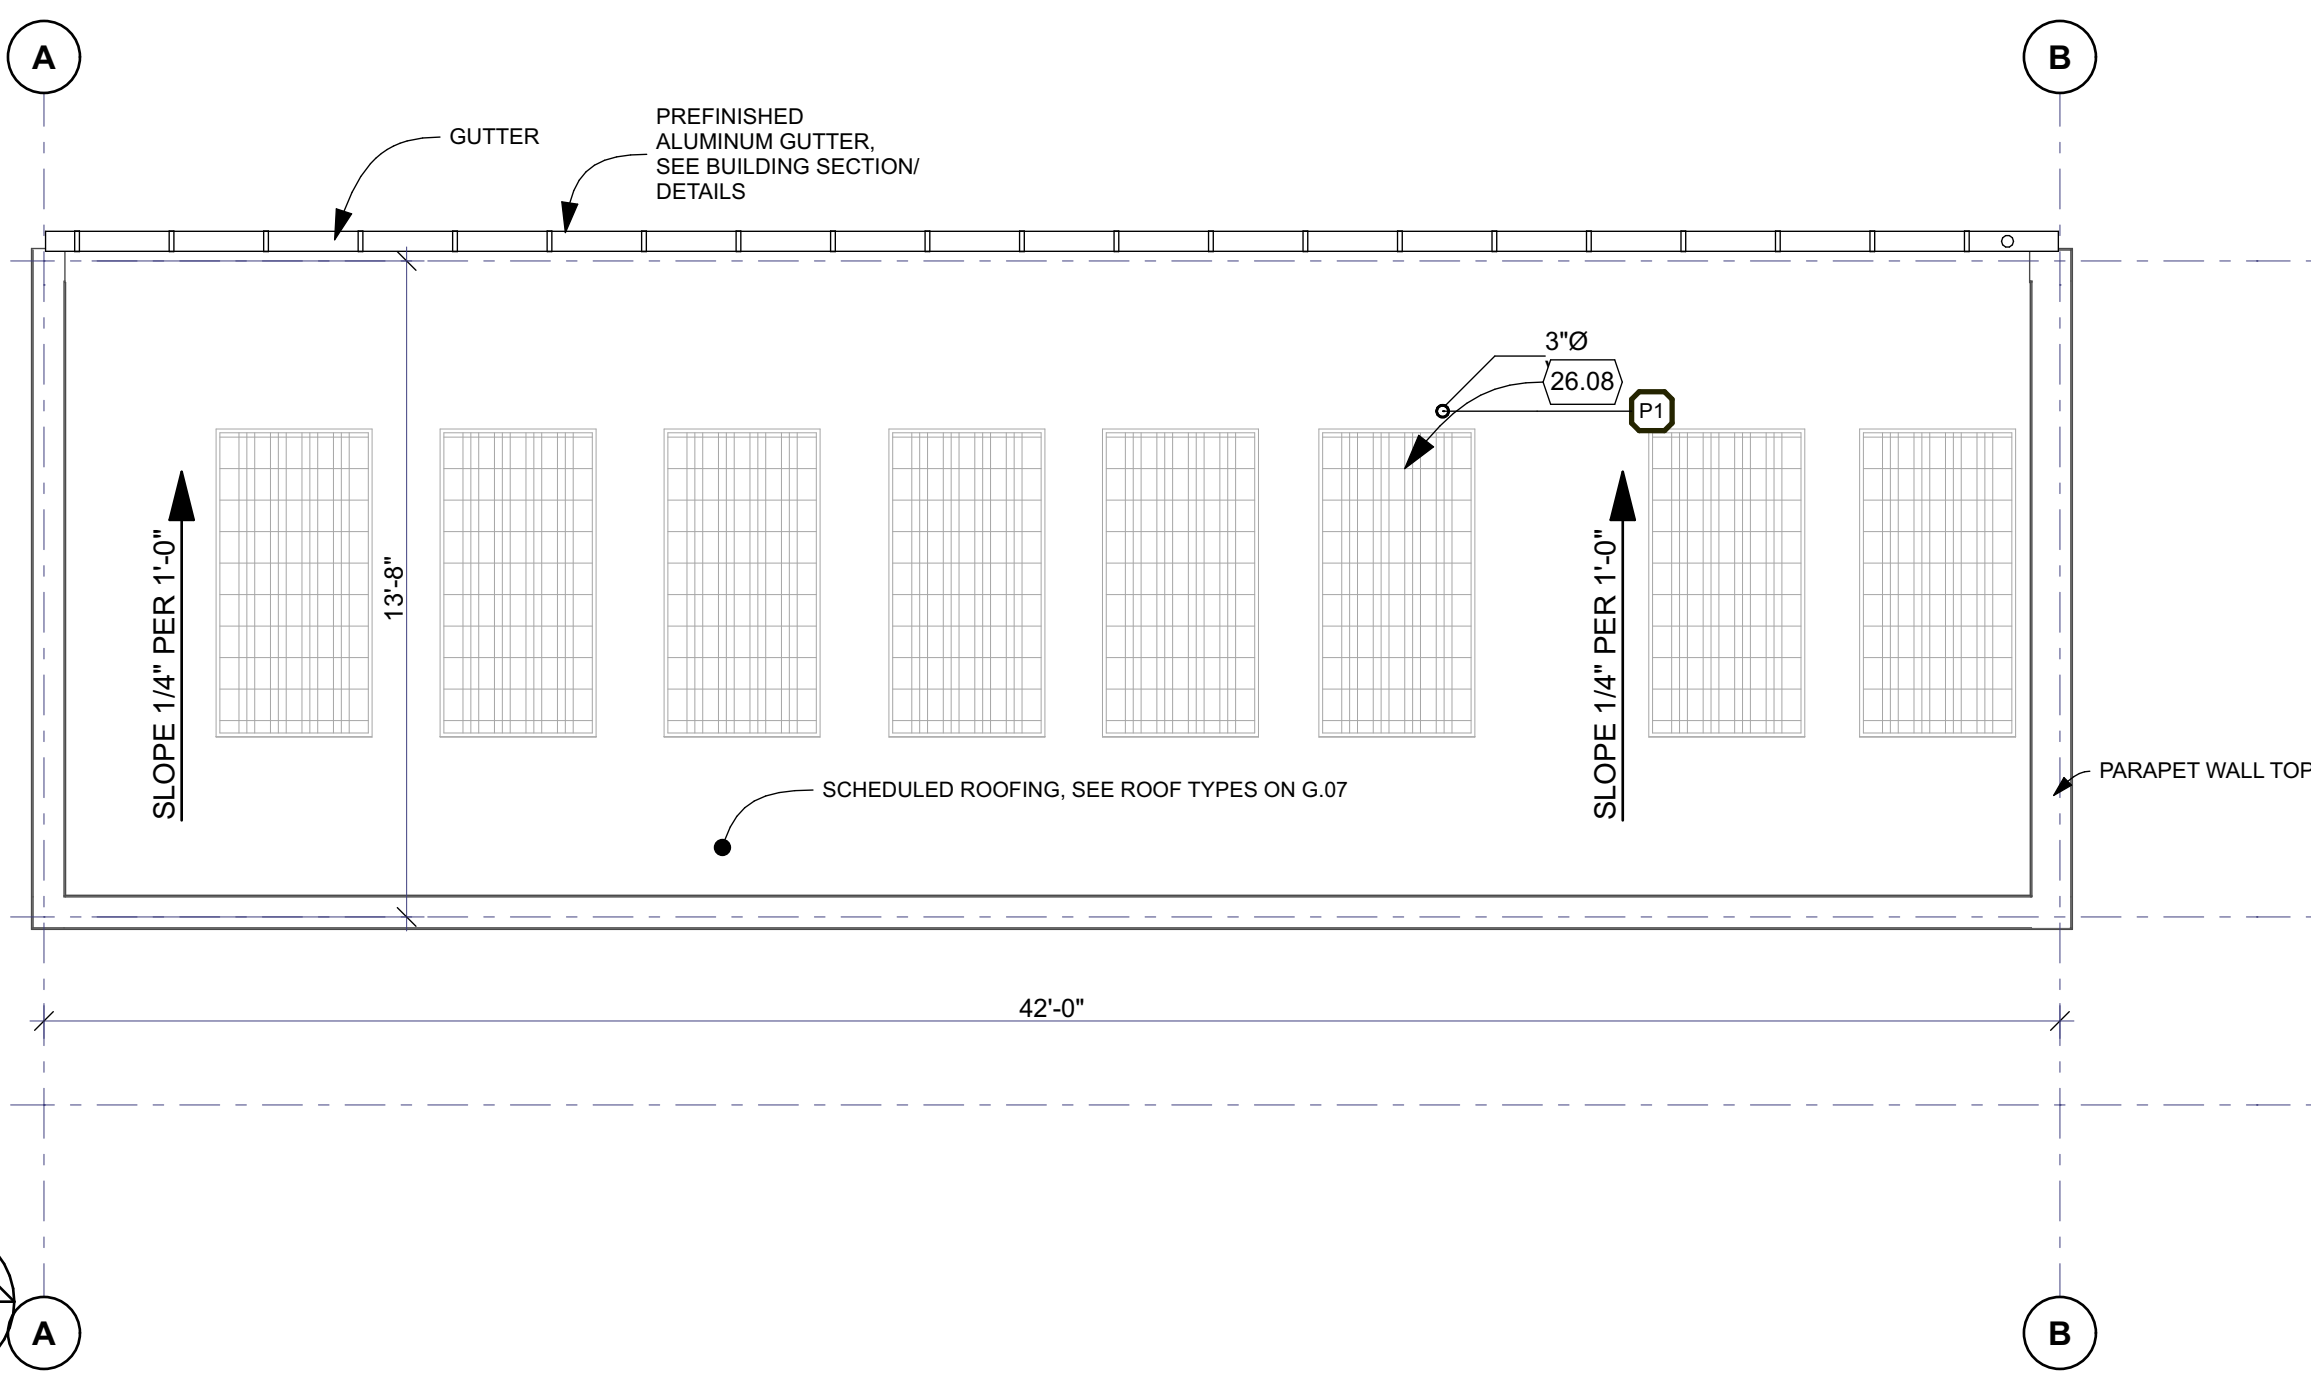 A
B
GUTTER
PREFINISHED
ALUMINUM GUTTER,
SEE BUILDING SECTION/
DETAILS
3"Ø
26.08
P1
SLOPE 1/4" PER 1'-0"
13'-8"
SLOPE 1/4" PER 1'-0"
PARAPET WALL TOP
SCHEDULED ROOFING, SEE ROOF TYPES ON G.07
42'-0"
A
B